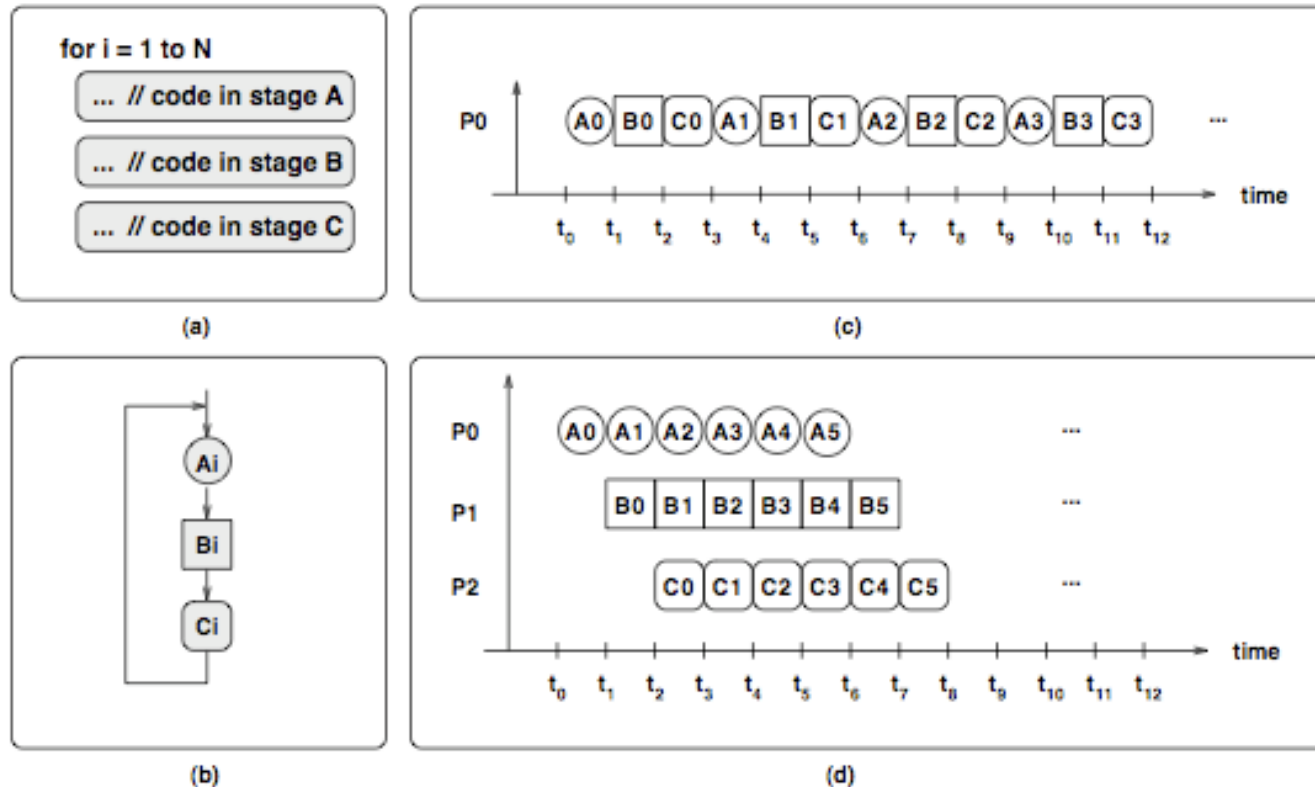 for i = 1 to N
... // code in stage A
... // code in stage B
... // code in stage C
(a)
P0 A0 B0 C0 A1 B1 C1 A2 B2 C2 A3 B3 C3 ...
time
t0 t1 t2 t3 t4 t5 t6 t7 t8 t9 t10 t11 t12
(c)
Ai
Bi
Ci
(b)
P0 A0 A1 A2 A3 A4 A5 ...
P1 B0 B1 B2 B3 B4 B5 ...
P2 C0 C1 C2 C3 C4 C5 ...
time
t0 t1 t2 t3 t4 t5 t6 t7 t8 t9 t10 t11 t12
(d)